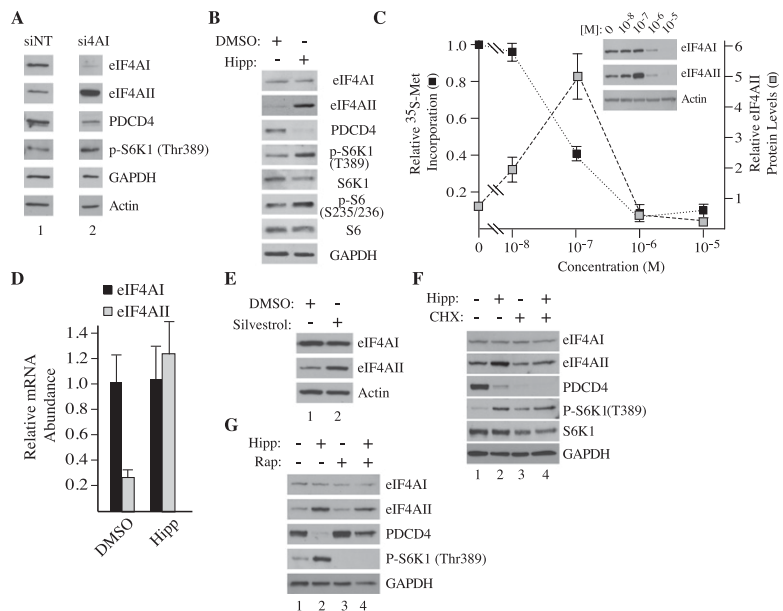 A
siNT si4AI
eIF4AI
eIF4AII
PDCD4
p-S6K1 (Thr389)
GAPDH
Actin
1 2
B
DMSO: + -
Hipp: - +
eIF4AI
eIF4AII
PDCD4
p-S6K1
(T389)
S6K1
p-S6
(S235/236)
S6
GAPDH
C
[M]: 0 10-8 10-7 10-6 10-5
eIF4AI
eIF4AII
Actin
Relative 35S-Met
Incorporation (■)
1.0
0.8
0.6
0.4
0.2
Relative eIF4AII
Protein Levels (□)
6
5
4
3
2
1
0 10-8 10-7 10-6 10-5
Concentration (M)
D
eIF4AI
eIF4AII
Relative mRNA
Abundance
1.4
1.2
1.0
0.8
0.6
0.4
0.2
DMSO Hipp
E
DMSO: + -
Silvestrol: - +
eIF4AI
eIF4AII
Actin
1 2
F
Hipp: - + - +
CHX: - - + +
eIF4AI
eIF4AII
PDCD4
P-S6K1(T389)
S6K1
GAPDH
1 2 3 4
G
Hipp: - + - +
Rap: - - + +
eIF4AI
eIF4AII
PDCD4
P-S6K1 (Thr389)
GAPDH
1 2 3 4